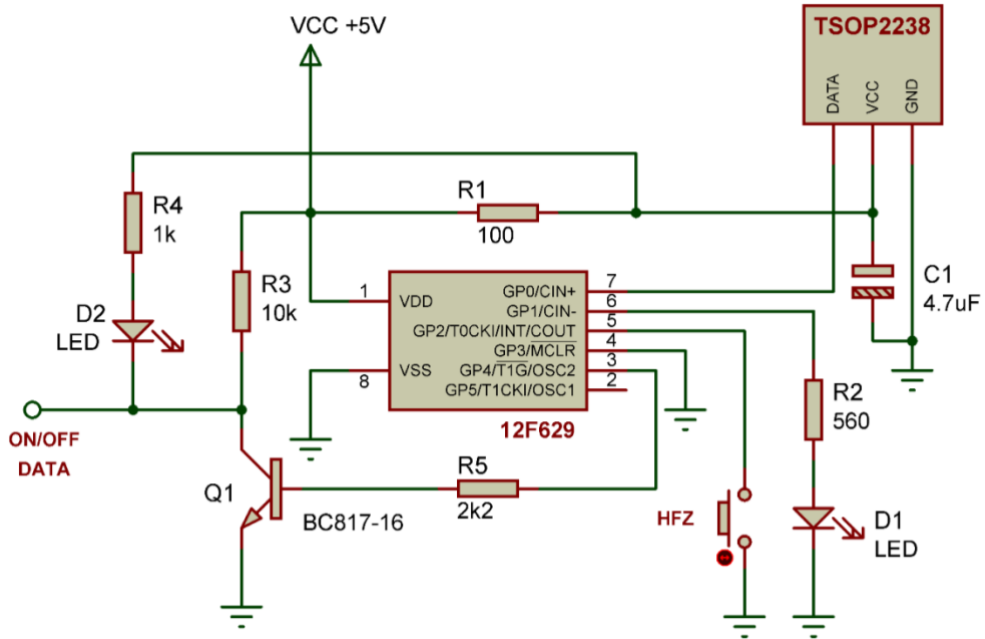 VCC +5V
TSOP2238
DATA
VCC
GND
R4
1k
R1
100
R3
10k
C1
4.7uF
D2
LED
1
VDD
GP0/CIN+
7
GP1/CIN-
6
GP2/T0CKI/INT/COUT
5
GP3/MCLR
4
8
VSS
GP4/T1G/OSC2
3
GP5/T1CKI/OSC1
2
12F629
R2
560
ON/OFF
DATA
R5
2k2
Q1
BC817-16
HFZ
D1
LED